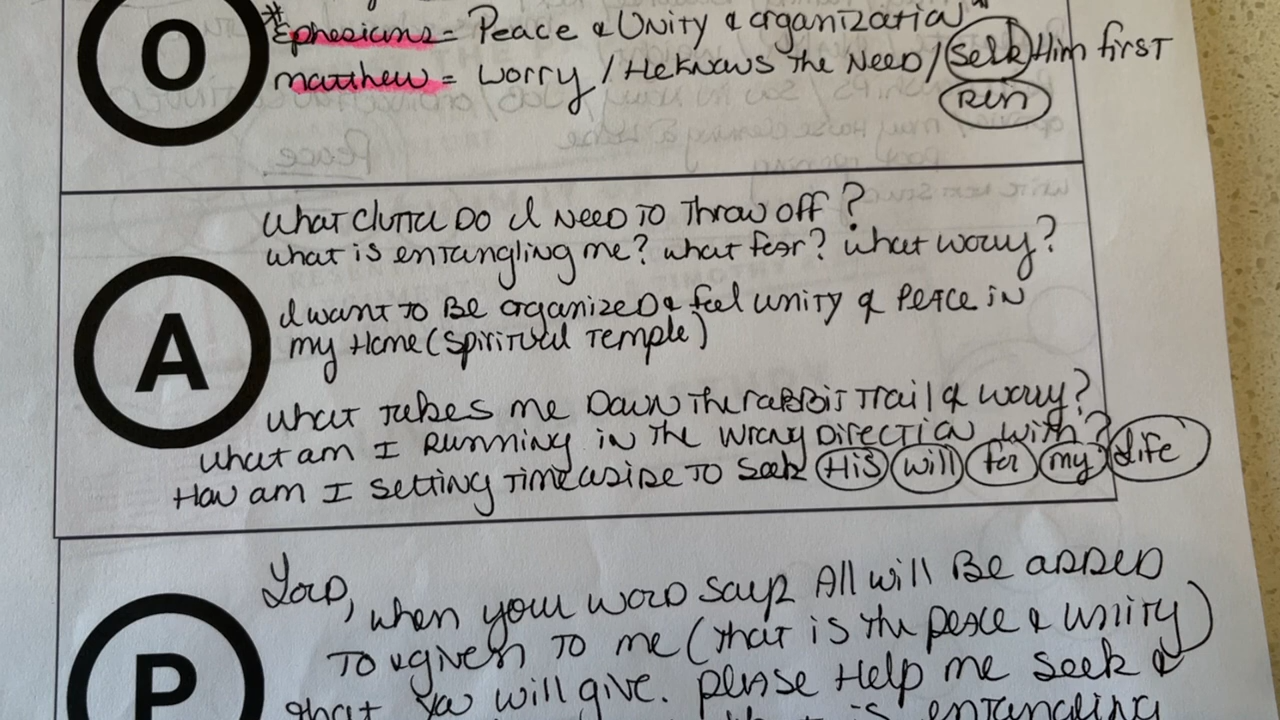 O
*Ephesians = Peace & Unity & organization
matthew = worry / He knows the Need / Seek Him first
Run
A
What clutter Do I Need To Throw off?
what is entangling me? what fear? what worry?
I want To Be organized & feel unity & Peace in
my Home (Spiritual Temple)
What Takes me Down The rabbit Trail of worry?
What am I Running in The Wrong Direction with?
How am I setting Time aside To Seek His will for my life
P
Lord, when your word says All will Be added
To & given To me (that is the peace & unity)
that You will give. Please Help me Seek &
is entangling